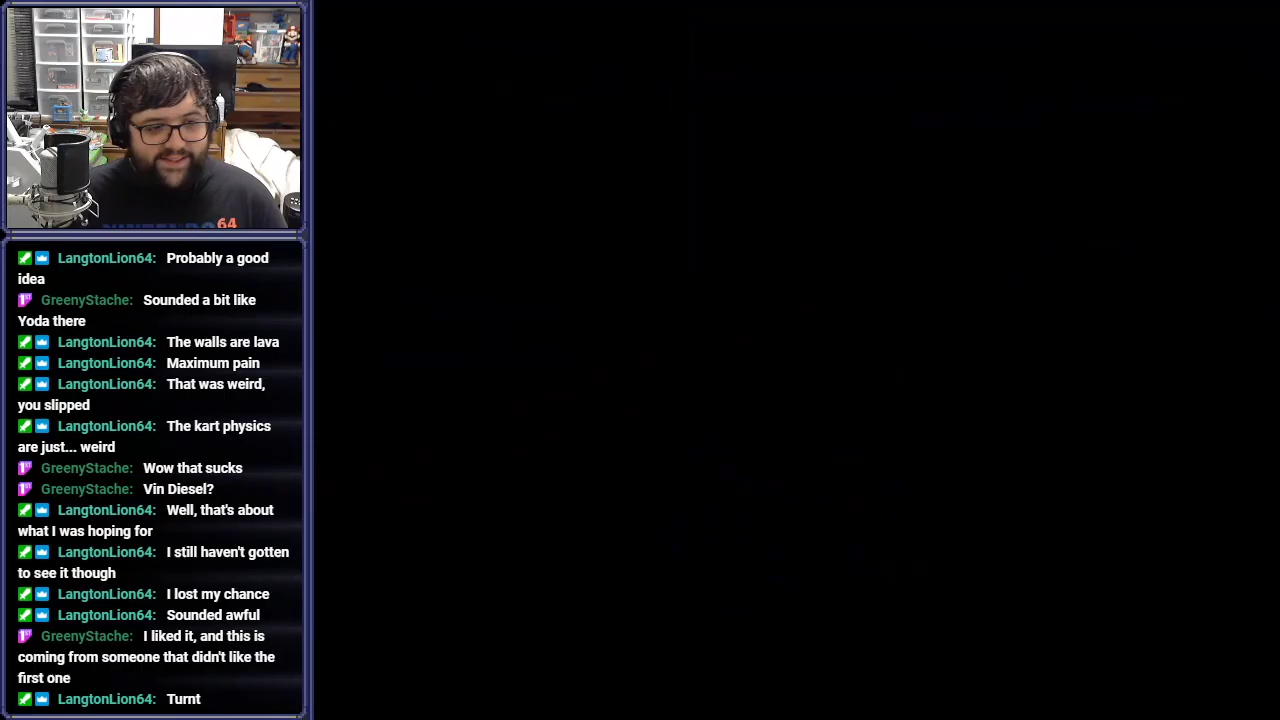 NINTENDO 64
LangtonLion64: Probably a good
idea
GreenyStache: Sounded a bit like
Yoda there
LangtonLion64: The walls are lava
LangtonLion64: Maximum pain
LangtonLion64: That was weird,
you slipped
LangtonLion64: The kart physics
are just... weird
GreenyStache: Wow that sucks
GreenyStache: Vin Diesel?
LangtonLion64: Well, that's about
what I was hoping for
LangtonLion64: I still haven't gotten
to see it though
LangtonLion64: I lost my chance
LangtonLion64: Sounded awful
GreenyStache: I liked it, and this is
coming from someone that didn't like the
first one
LangtonLion64: Turnt